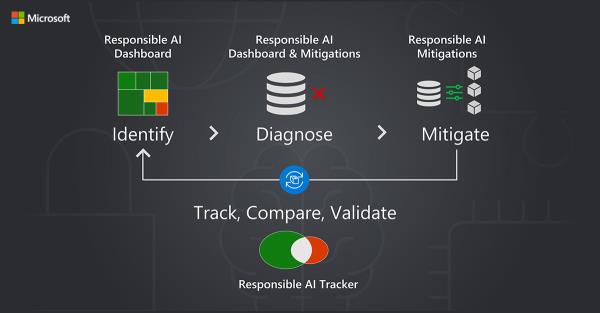 Microsoft
Responsible AI
Dashboard
Responsible AI
Dashboard & Mitigations
Responsible AI
Mitigations
Identify
Diagnose
Mitigate
Track, Compare, Validate
Responsible AI Tracker